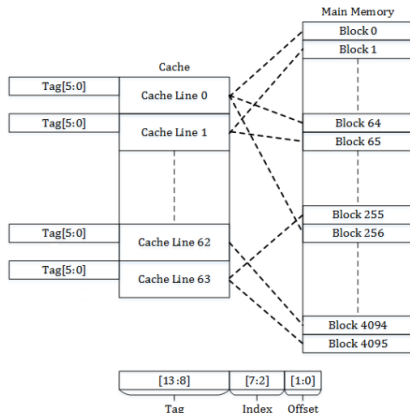 Main Memory
Block 0
Block 1
Cache
Tag[5:0]
Cache Line 0
Tag[5:0]
Cache Line 1
Block 64
Block 65
Block 255
Block 256
Tag[5:0]
Cache Line 62
Tag[5:0]
Cache Line 63
Block 4094
Block 4095
[13:8] [7:2] [1:0]
Tag Index Offset